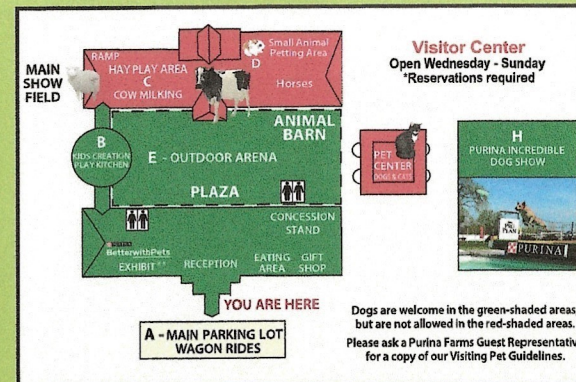 Visitor Center
Open Wednesday - Sunday
*Reservations required
MAIN
SHOW
FIELD
RAMP
HAY PLAY AREA
C
COW MILKING
Small Animal
Petting Area
D
Horses
ANIMAL
BARN
B
KIDS CREATION
PLAY KITCHEN
E - OUTDOOR ARENA
PLAZA
PET
CENTER
DOGS & CATS
H
PURINA INCREDIBLE
DOG SHOW
PRO
PLAN
PURINA
CONCESSION
STAND
PURINA
BetterwithPets
EXHIBIT**
RECEPTION
EATING
AREA
GIFT
SHOP
YOU ARE HERE
A - MAIN PARKING LOT
WAGON RIDES
Dogs are welcome in the green-shaded areas,
but are not allowed in the red-shaded areas.
Please ask a Purina Farms Guest Representativ
for a copy of our Visiting Pet Guidelines.